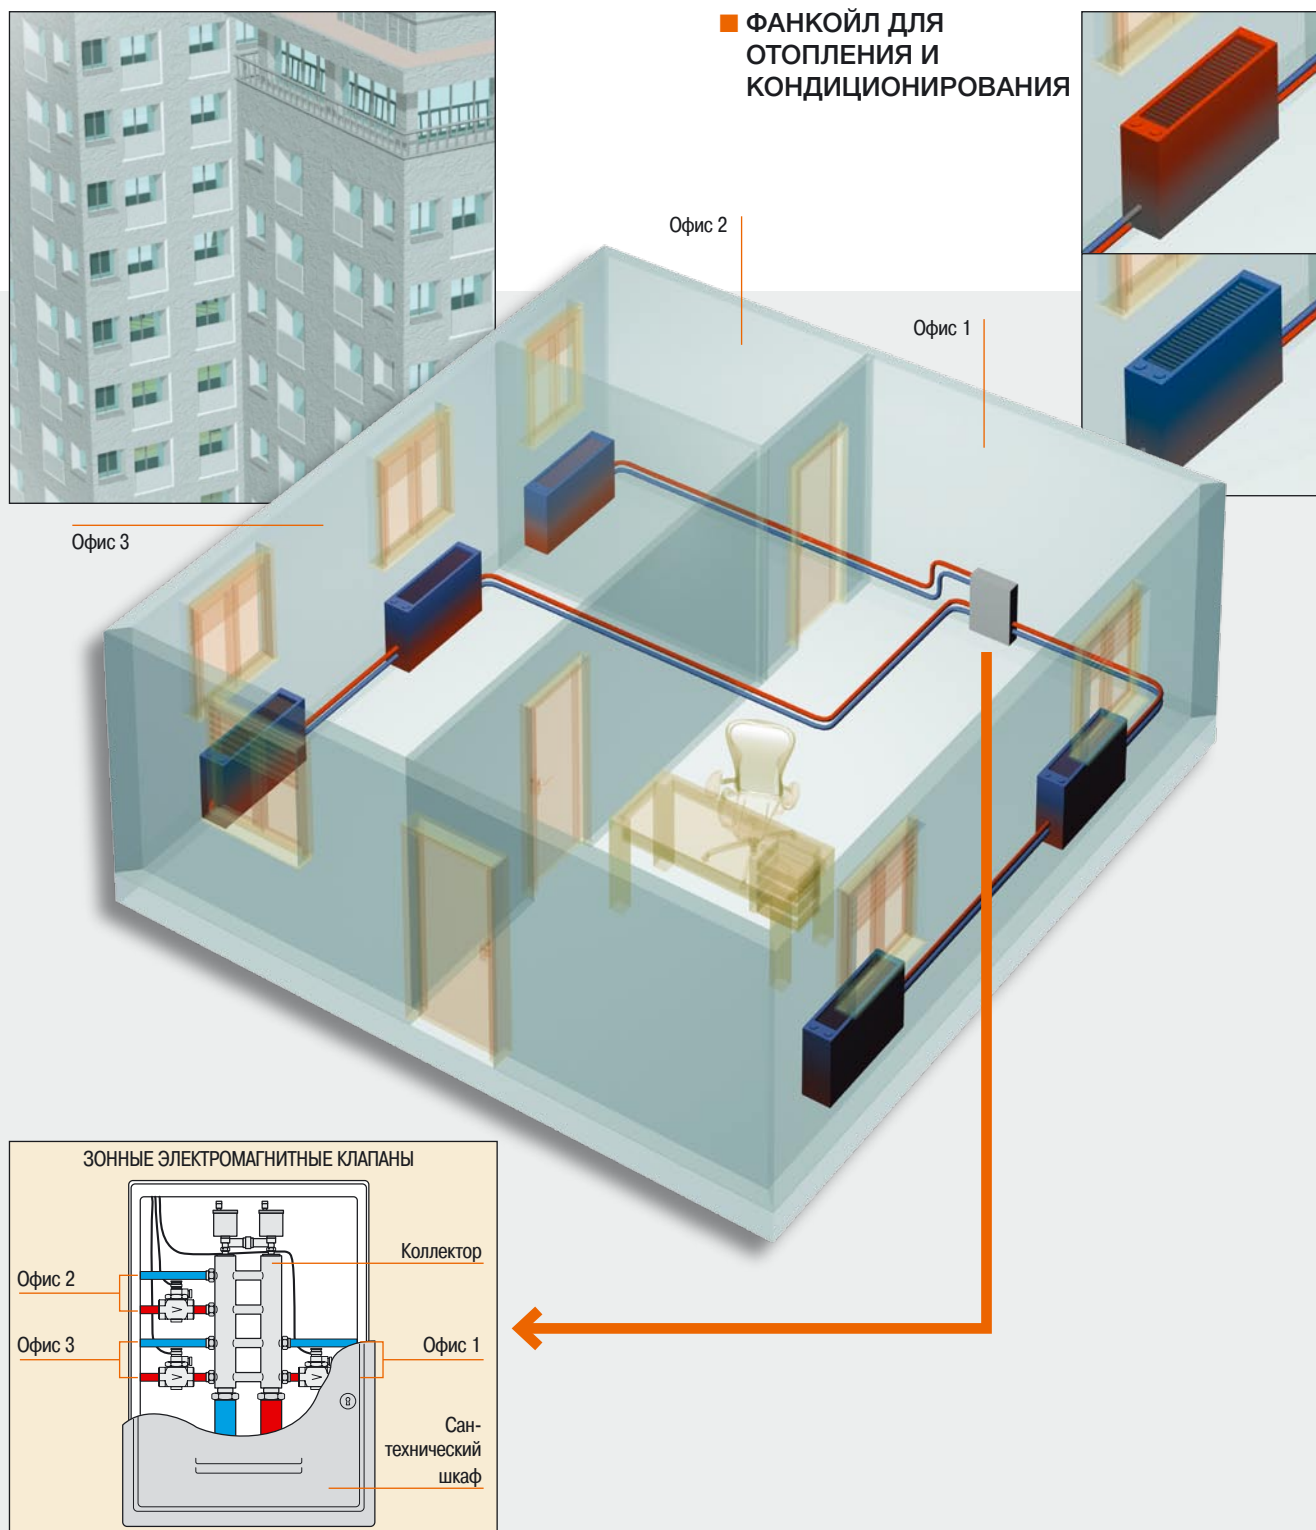 ФАНКОЙЛ ДЛЯ
ОТОПЛЕНИЯ И
КОНДИЦИОНИРОВАНИЯ
Офис 2
Офис 1
Офис 3
ЗОННЫЕ ЭЛЕКТРОМАГНИТНЫЕ КЛАПАНЫ
Коллектор
Офис 2
Офис 3
Офис 1
Сан-
технический
шкаф